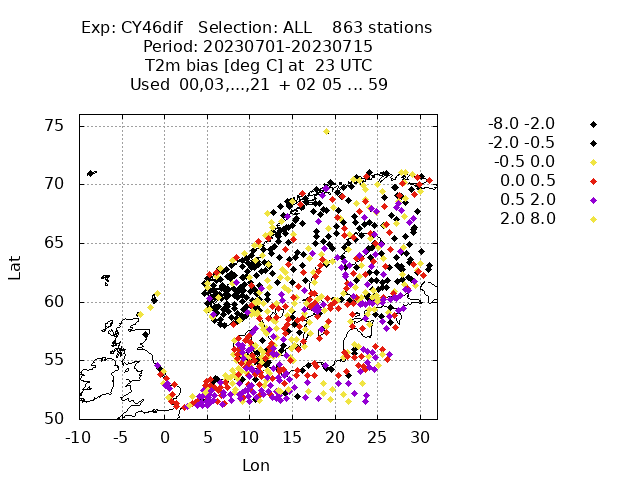 Exp: CY46dif Selection: ALL 863 stations
Period: 20230701-20230715
T2m bias [deg C] at 23 UTC
Used 00,03,...,21 + 02 05 ... 59
-8.0 -2.0
-2.0 -0.5
-0.5 0.0
0.0 0.5
0.5 2.0
2.0 8.0
75
70
65
60
55
50
Lat
-10 -5 0 5 10 15 20 25 30
Lon